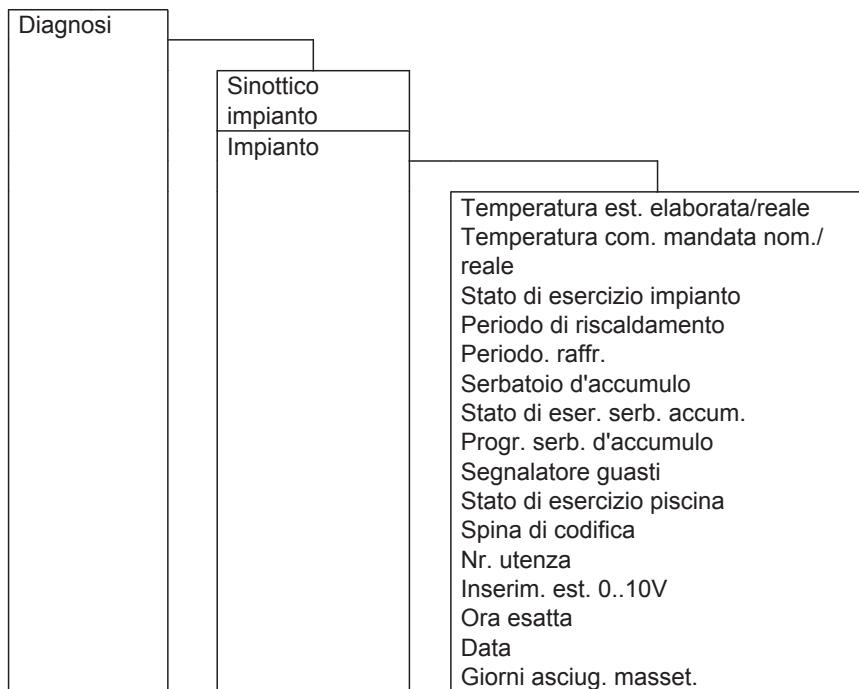 Diagnosi
Sinottico
impianto
Impianto
Temperatura est. elaborata/reale
Temperatura com. mandata nom./
reale
Stato di esercizio impianto
Periodo di riscaldamento
Periodo. raffr.
Serbatoio d'accumulo
Stato di eser. serb. accum.
Progr. serb. d'accumulo
Segnalatore guasti
Stato di esercizio piscina
Spina di codifica
Nr. utenza
Inserim. est. 0..10V
Ora esatta
Data
Giorni asciug. masset.